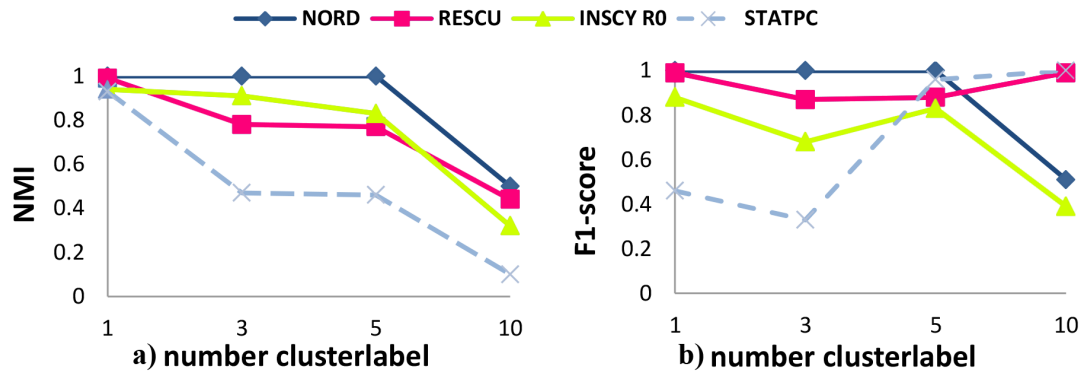 NORD RESCU INSCY R0 STATPC
NMI
1
0.8
0.6
0.4
0.2
0
1 3 5 10
a) number clusterlabel
F1-score
1
0.8
0.6
0.4
0.2
0
1 3 5 10
b) number clusterlabel